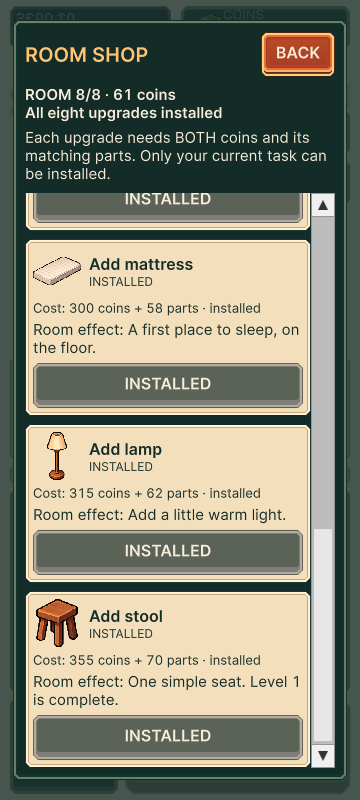 COINS
ROOM SHOP
BACK
ROOM 8/8 · 61 coins
All eight upgrades installed
Each upgrade needs BOTH coins and its
matching parts. Only your current task can
be installed.
INSTALLED
Add mattress
INSTALLED
Cost: 300 coins + 58 parts · installed
Room effect: A first place to sleep, on
the floor.
INSTALLED
Add lamp
INSTALLED
Cost: 315 coins + 62 parts · installed
Room effect: Add a little warm light.
INSTALLED
Add stool
INSTALLED
Cost: 355 coins + 70 parts · installed
Room effect: One simple seat. Level 1
is complete.
INSTALLED